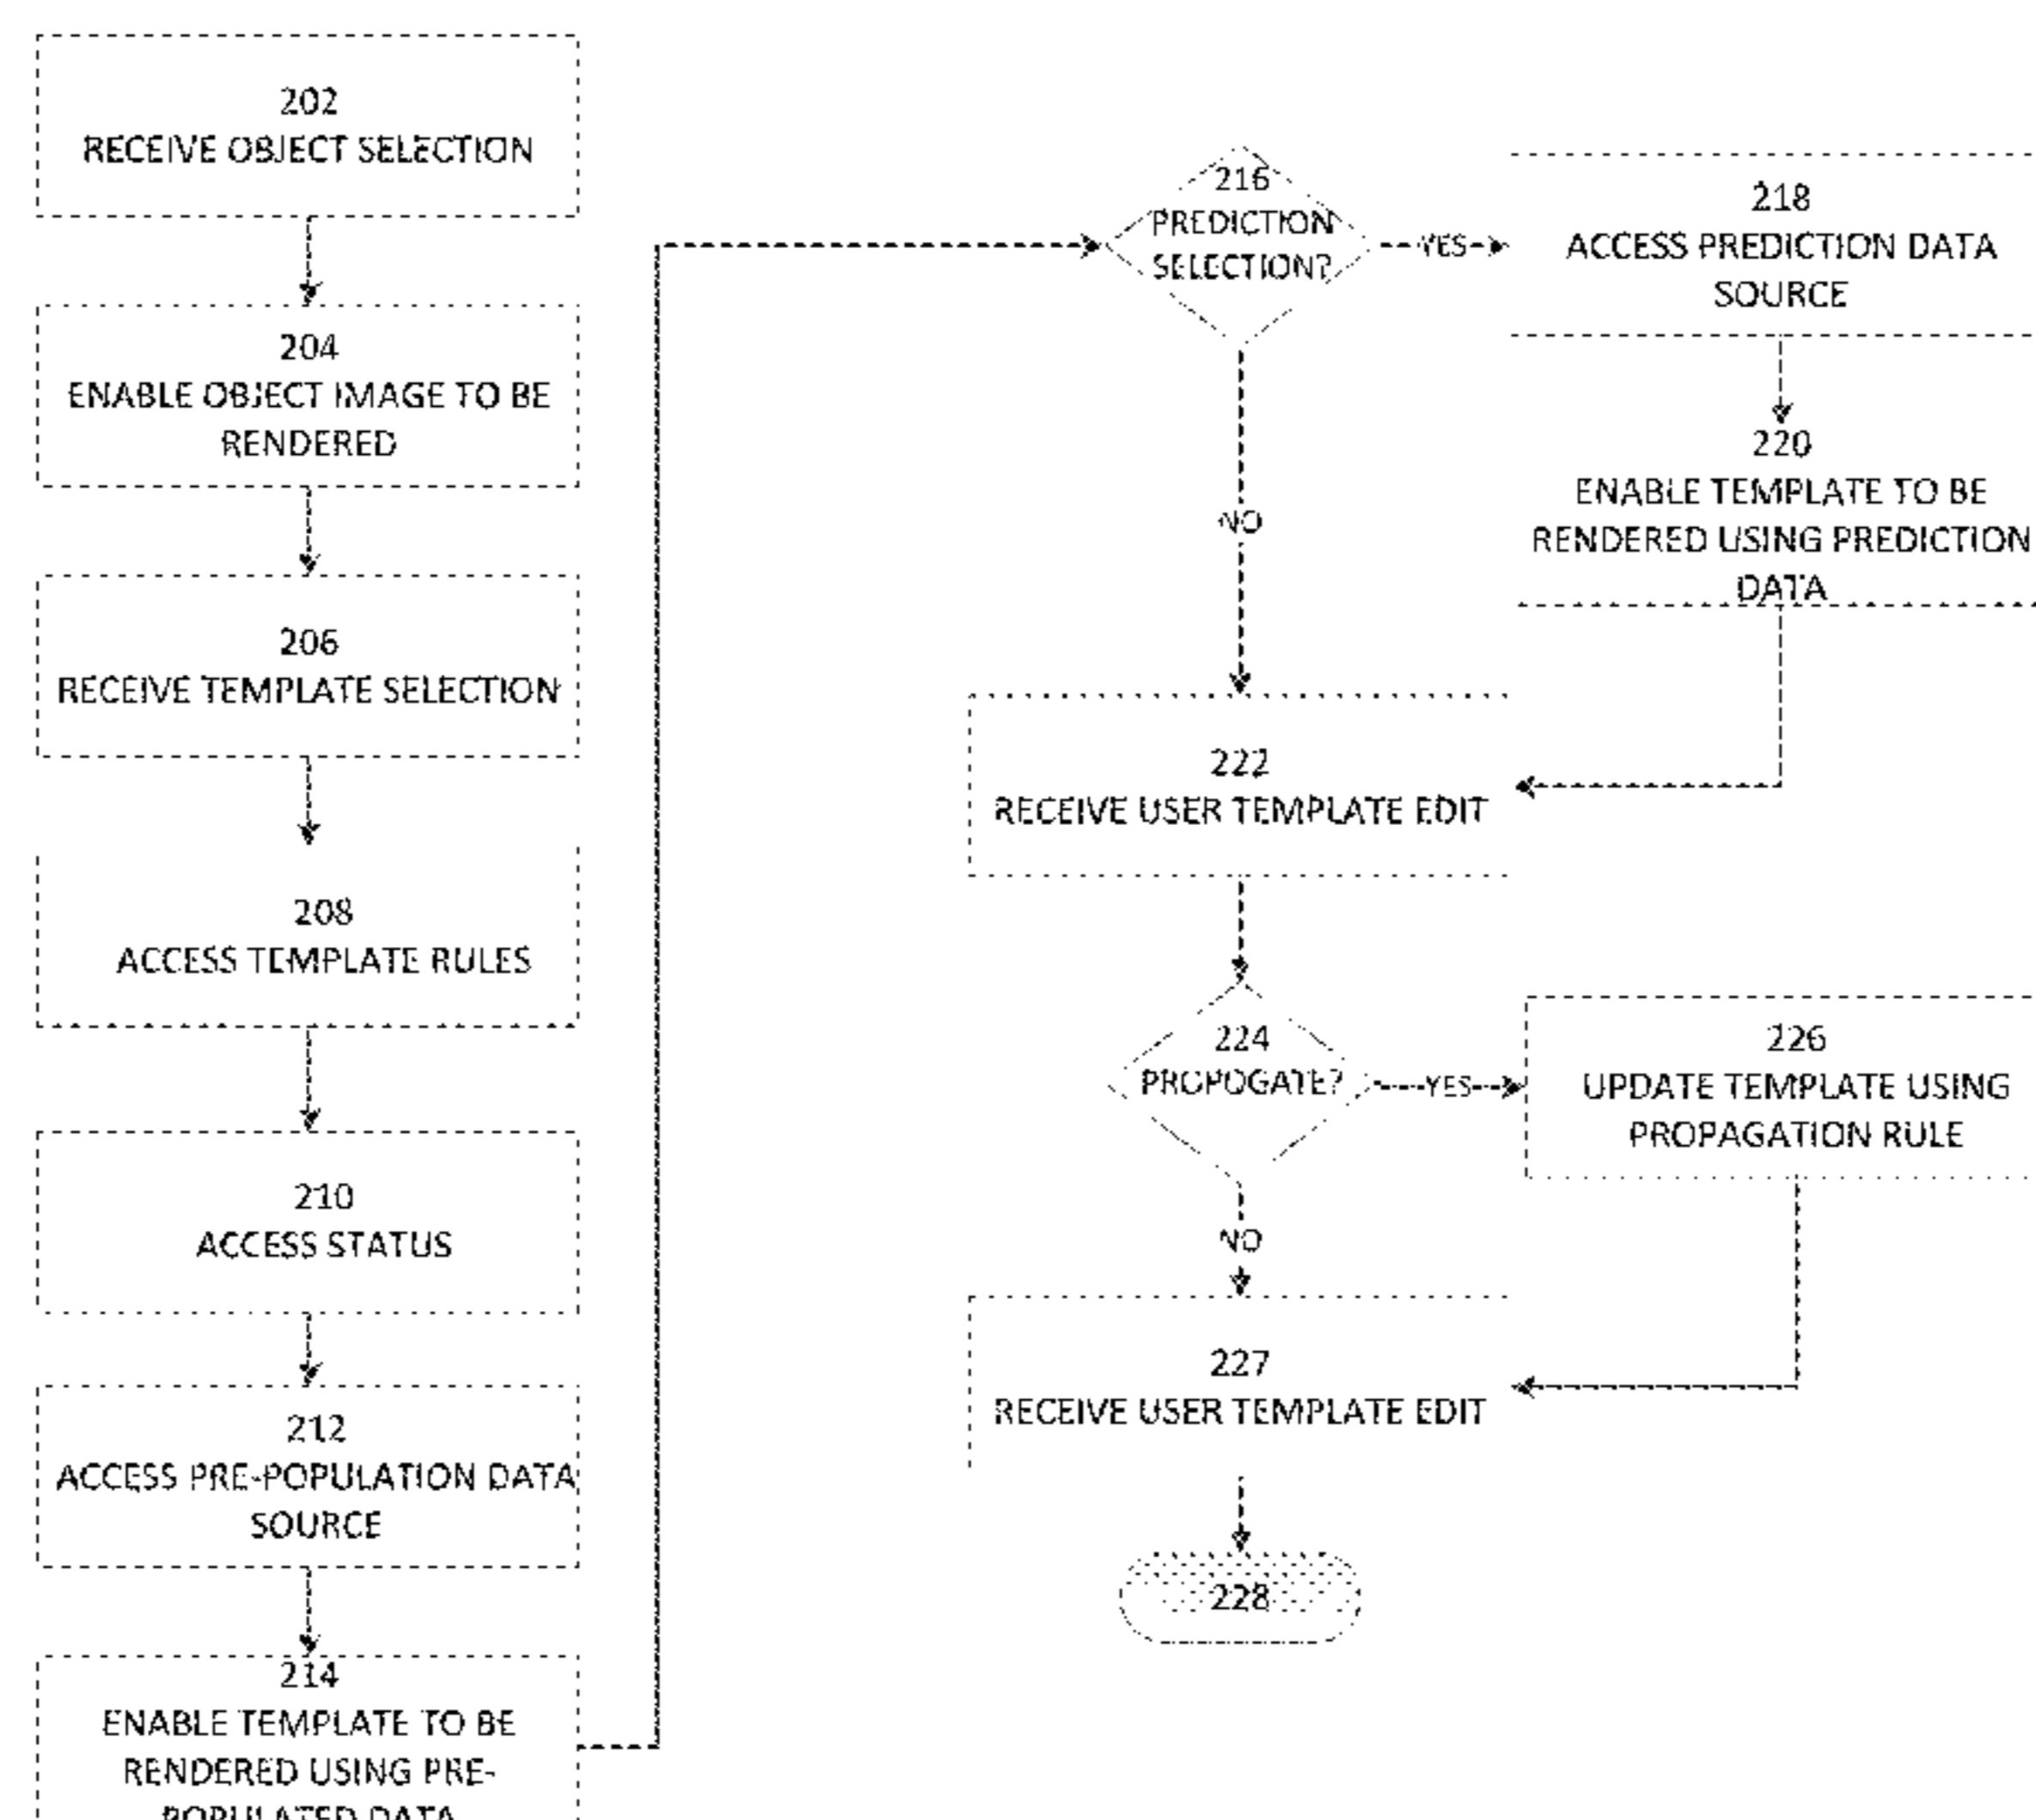 202
RECEIVE OBJECT SELECTION
204
ENABLE OBJECT IMAGE TO BE
RENDERED
206
RECEIVE TEMPLATE SELECTION
208
ACCESS TEMPLATE RULES
210
ACCESS STATUS
212
ACCESS PRE-POPULATION DATA
SOURCE
214
ENABLE TEMPLATE TO BE
RENDERED USING PRE-
POPULATED DATA
216
PREDICTION
SELECTION?
YES
218
ACCESS PREDICTION DATA
SOURCE
220
ENABLE TEMPLATE TO BE
RENDERED USING PREDICTION
DATA
NO
222
RECEIVE USER TEMPLATE EDIT
224
PROPOGATE?
YES
226
UPDATE TEMPLATE USING
PROPAGATION RULE
NO
227
RECEIVE USER TEMPLATE EDIT
228